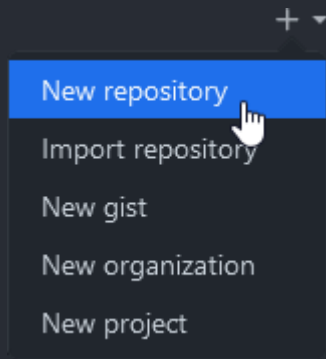 New repository
Import repository
New gist
New organization
New project